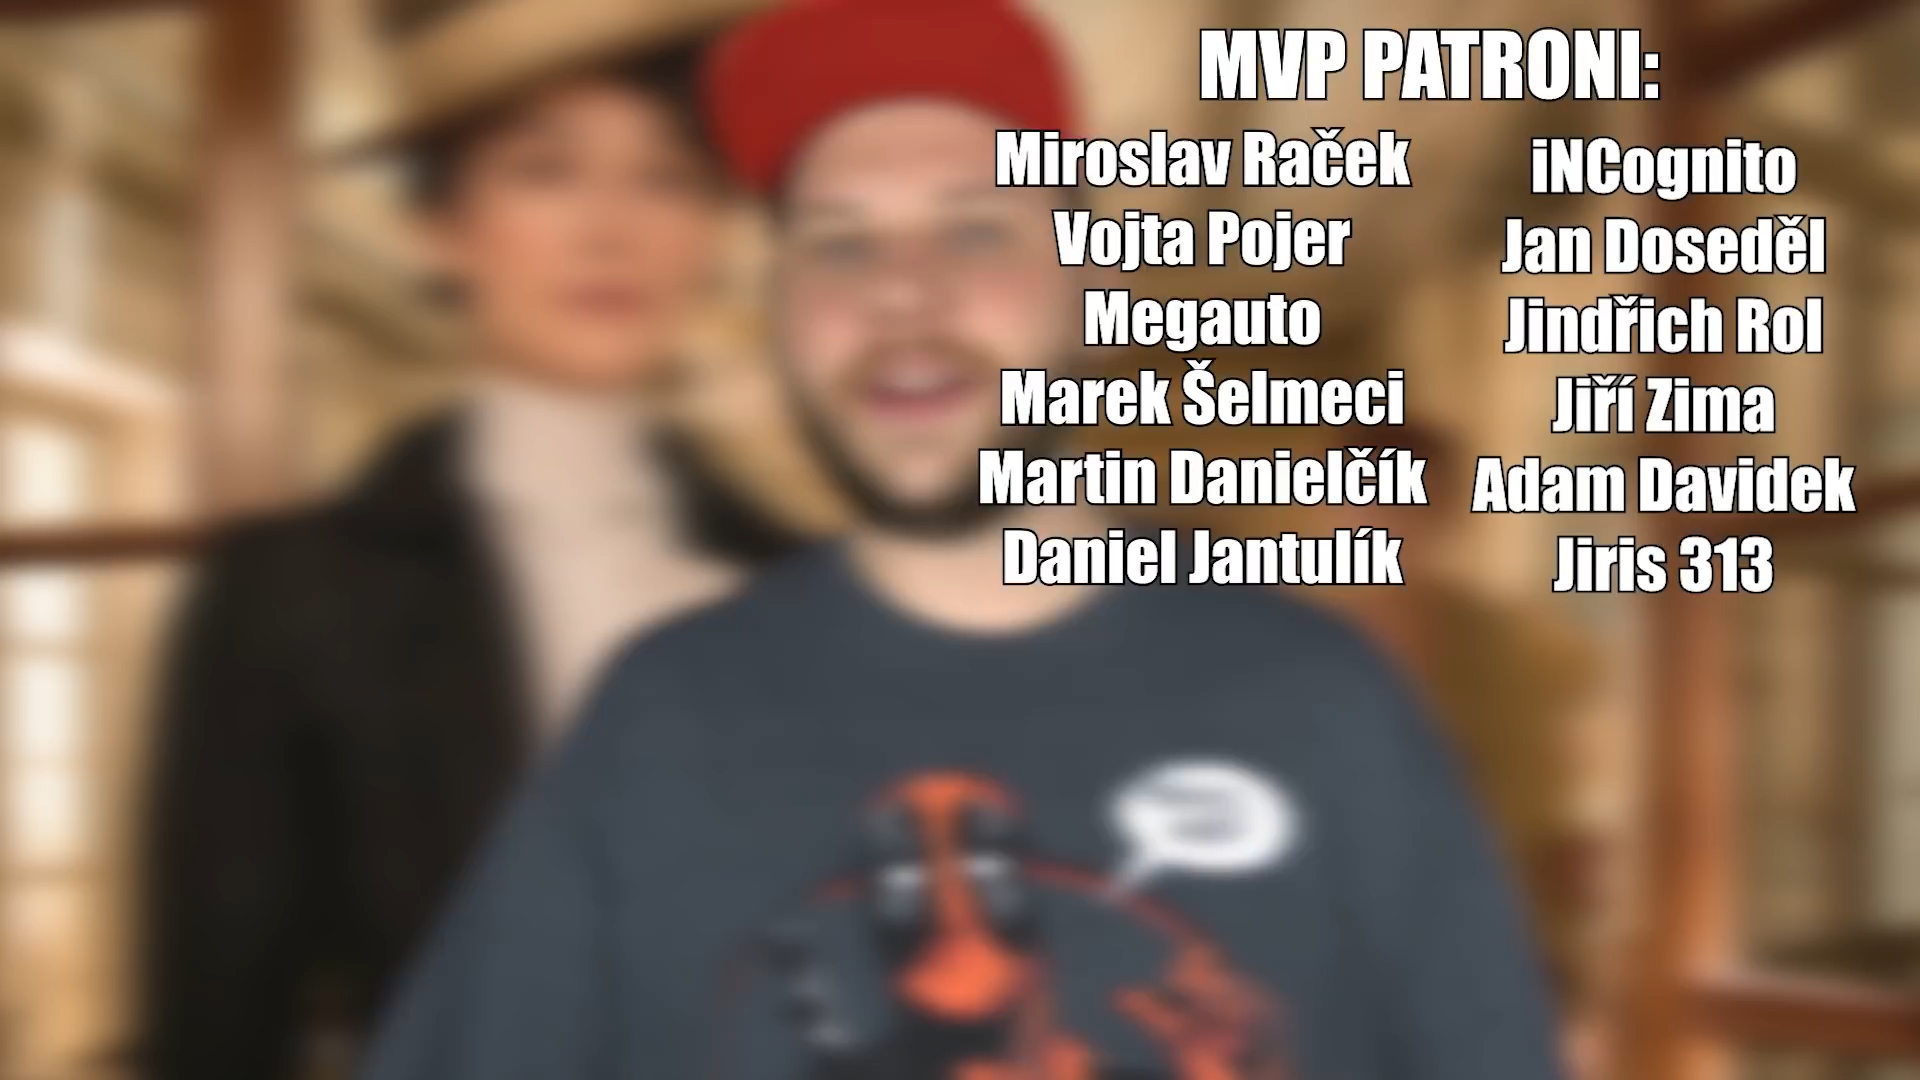 MVP PATRONI:
Miroslav Raček
Vojta Pojer
Megauto
Marek Šelmeci
Martin Danielčík
Daniel Jantulík
iNCognito
Jan Doseděl
Jindřich Rol
Jiří Zima
Adam Davidek
Jiris 313